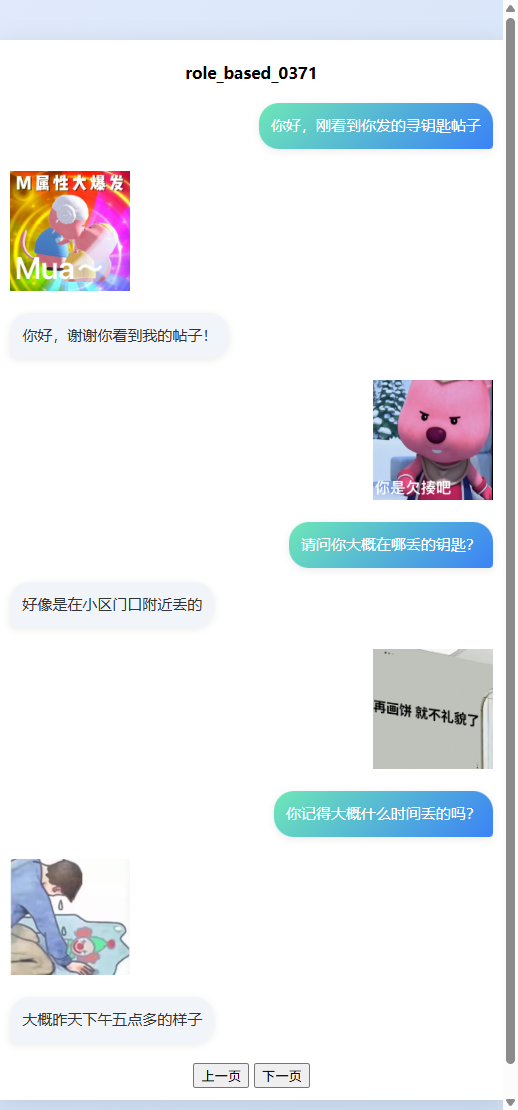 role_based_0371
你好，刚看到你发的寻钥匙帖子
M属性大爆发
Mua～
你好，谢谢你看到我的帖子！
你是欠揍吧
请问你大概在哪丢的钥匙？
好像是在小区门口附近丢的
再画饼 就不礼貌了
你记得大概什么时间丢的吗？
大概昨天下午五点多的样子
上一页 下一页